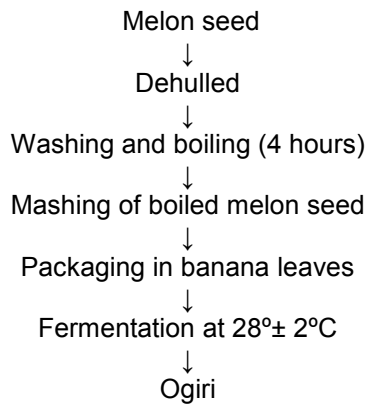 Melon seed
↓
Dehulled
↓
Washing and boiling (4 hours)
↓
Mashing of boiled melon seed
↓
Packaging in banana leaves
↓
Fermentation at 28º± 2ºC
↓
Ogiri